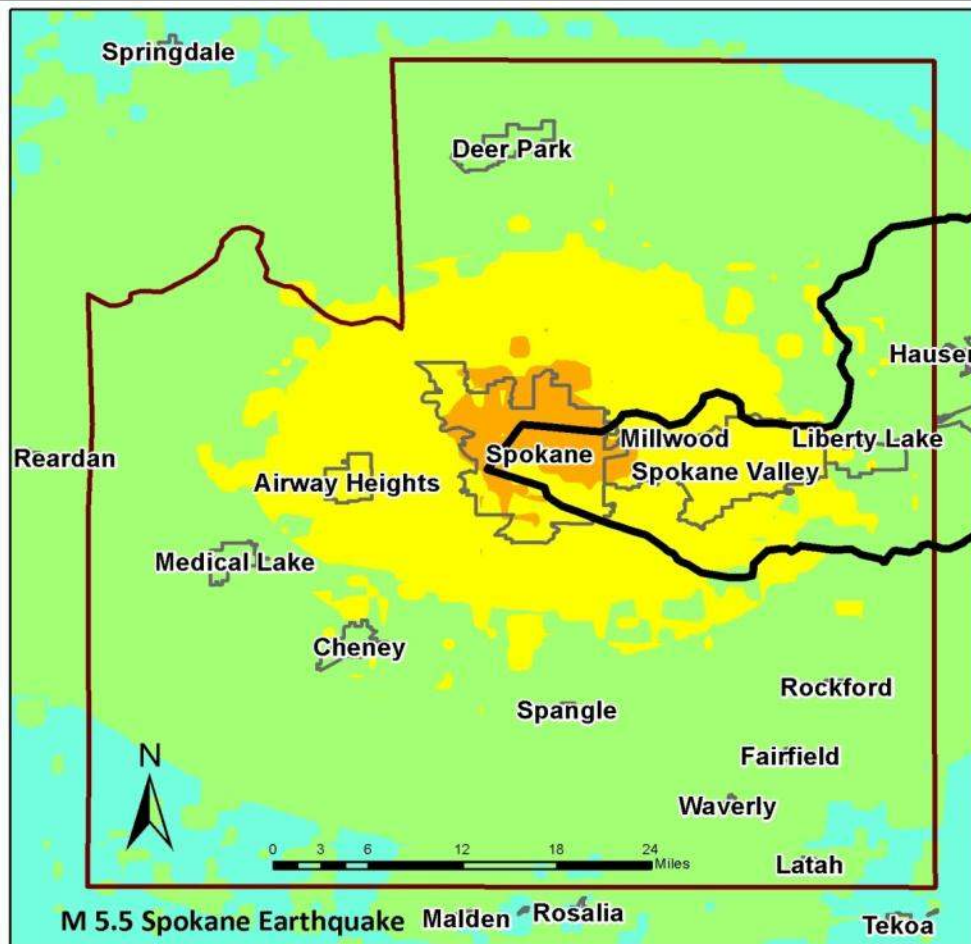 Springdale
Deer Park
Hauser
Millwood
Liberty Lake
Reardan
Spokane
Spokane Valley
Airway Heights
Medical Lake
Cheney
Rockford
Spangle
N
Fairfield
Waverly
0 3 6 12 18 24
Miles
Latah
M 5.5 Spokane Earthquake
Malden
Rosalia
Tekoa